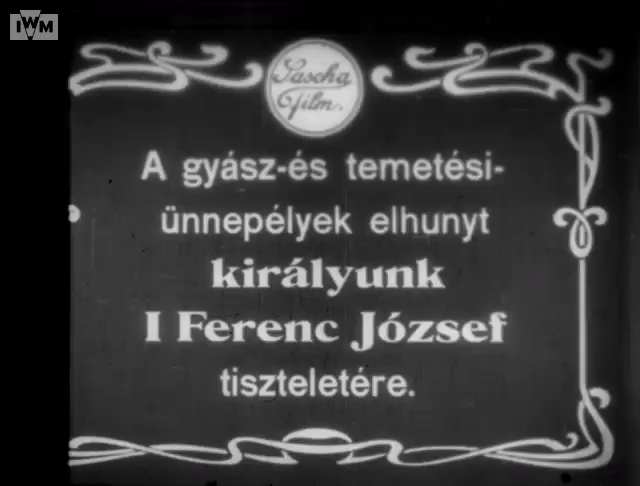 IWM
Sascha
Film.
A gyász-és temetési-
ünnepélyek elhunyt
királyunk
I Ferenc József
tiszteletére.